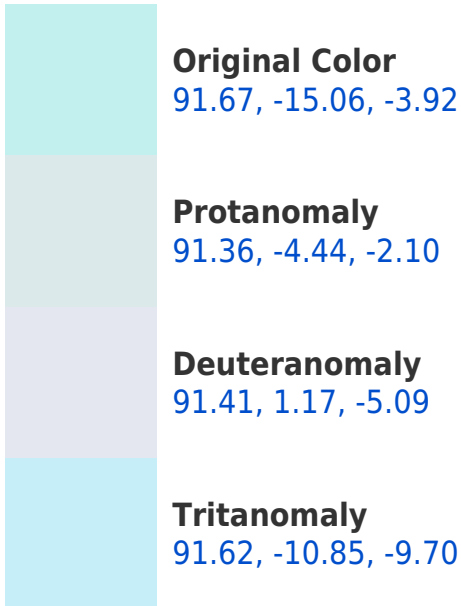 Original Color
91.67, -15.06, -3.92
Protanomaly
91.36, -4.44, -2.10
Deuteranomaly
91.41, 1.17, -5.09
Tritanomaly
91.62, -10.85, -9.70